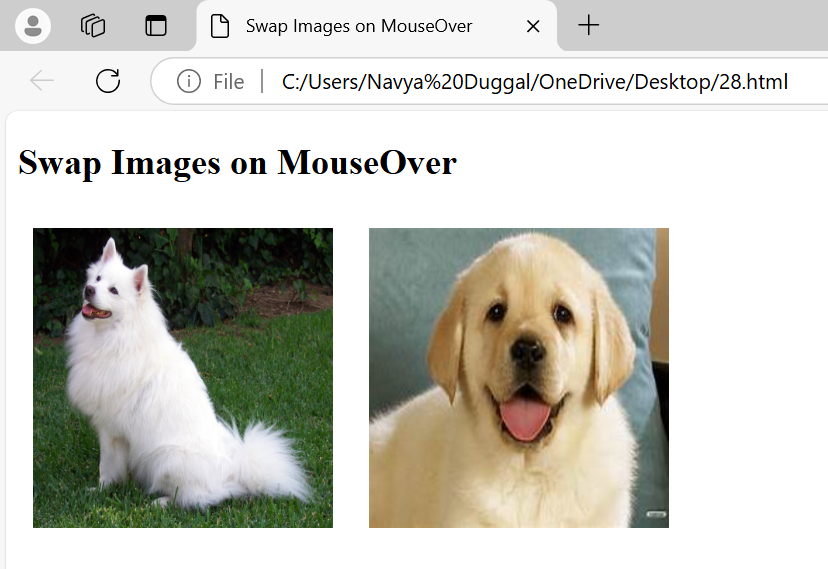 Swap Images on MouseOver
File C:/Users/Navya%20Duggal/OneDrive/Desktop/28.html
Swap Images on MouseOver